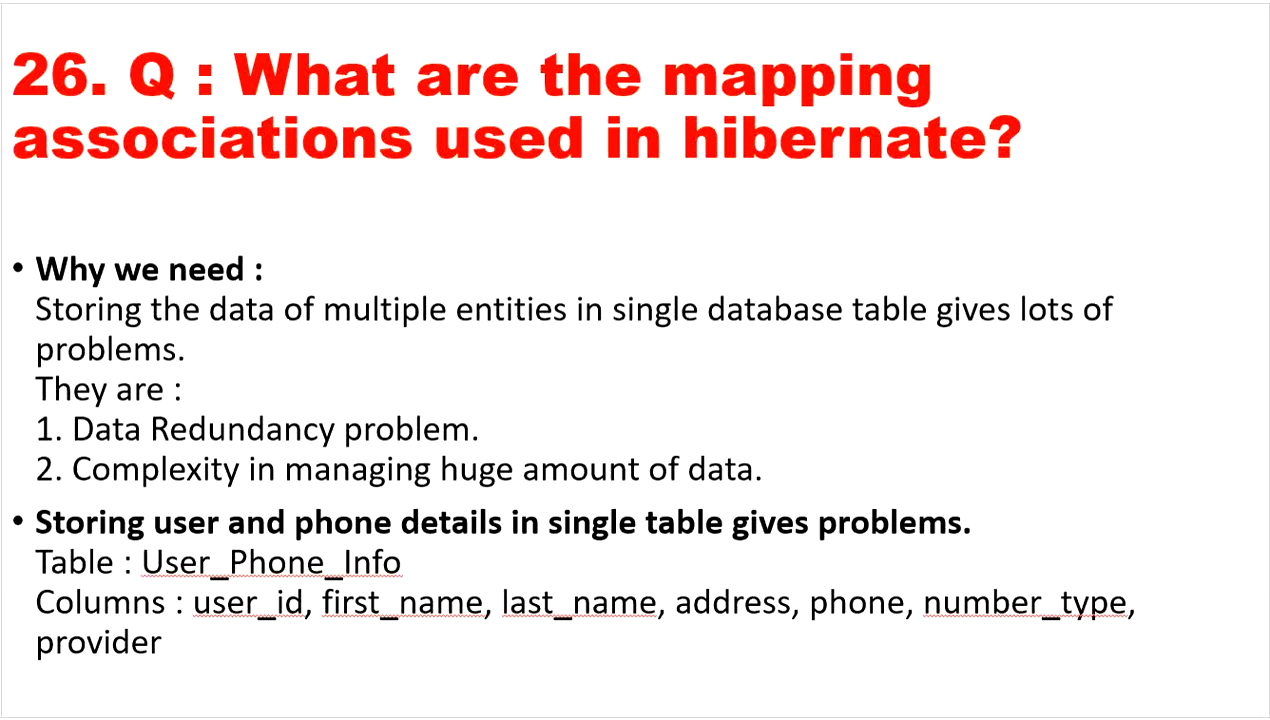 26. Q : What are the mapping
associations used in hibernate?
• Why we need :
Storing the data of multiple entities in single database table gives lots of
problems.
They are :
1. Data Redundancy problem.
2. Complexity in managing huge amount of data.
• Storing user and phone details in single table gives problems.
Table : User_Phone_Info
Columns : user_id, first_name, last_name, address, phone, number_type,
provider